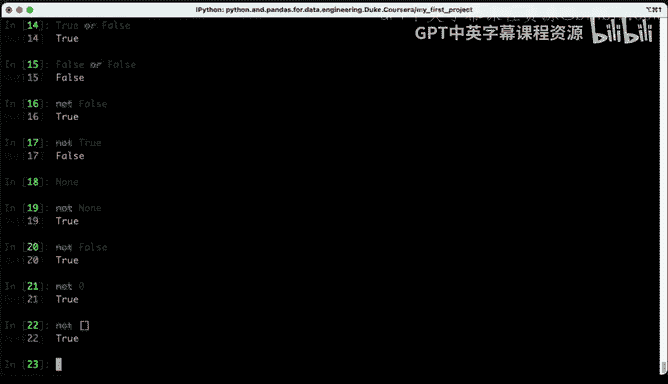 IPython: python.and.pandas.for.data.engineering.Duke.Coursera/my_first_project
⌥⌘1
GPT中英字幕课程资源 bilibili
In [14]: True or False
14 True
In [15]: False or False
15 False
In [16]: not False
16 True
In [17]: not True
17 False
In [18]: None
In [19]: not None
19 True
In [20]: not False
20 True
In [21]: not 0
21 True
In [22]: not []
22 True
In [23]: